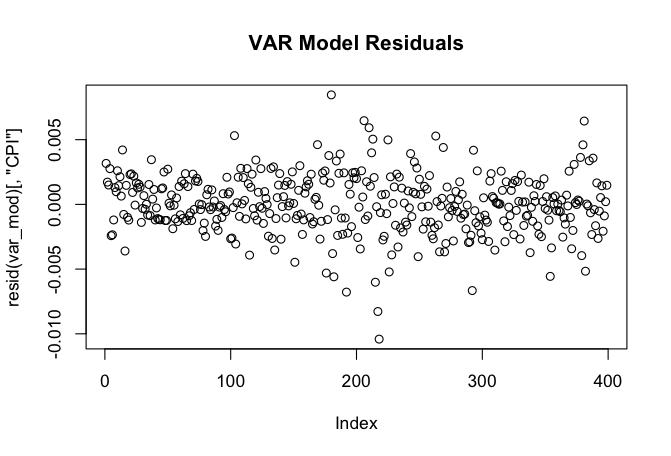 VAR Model Residuals
resid(var_mod)[, "CPI"]
0.005
0.000
-0.005
-0.010
0 100 200 300 400
Index